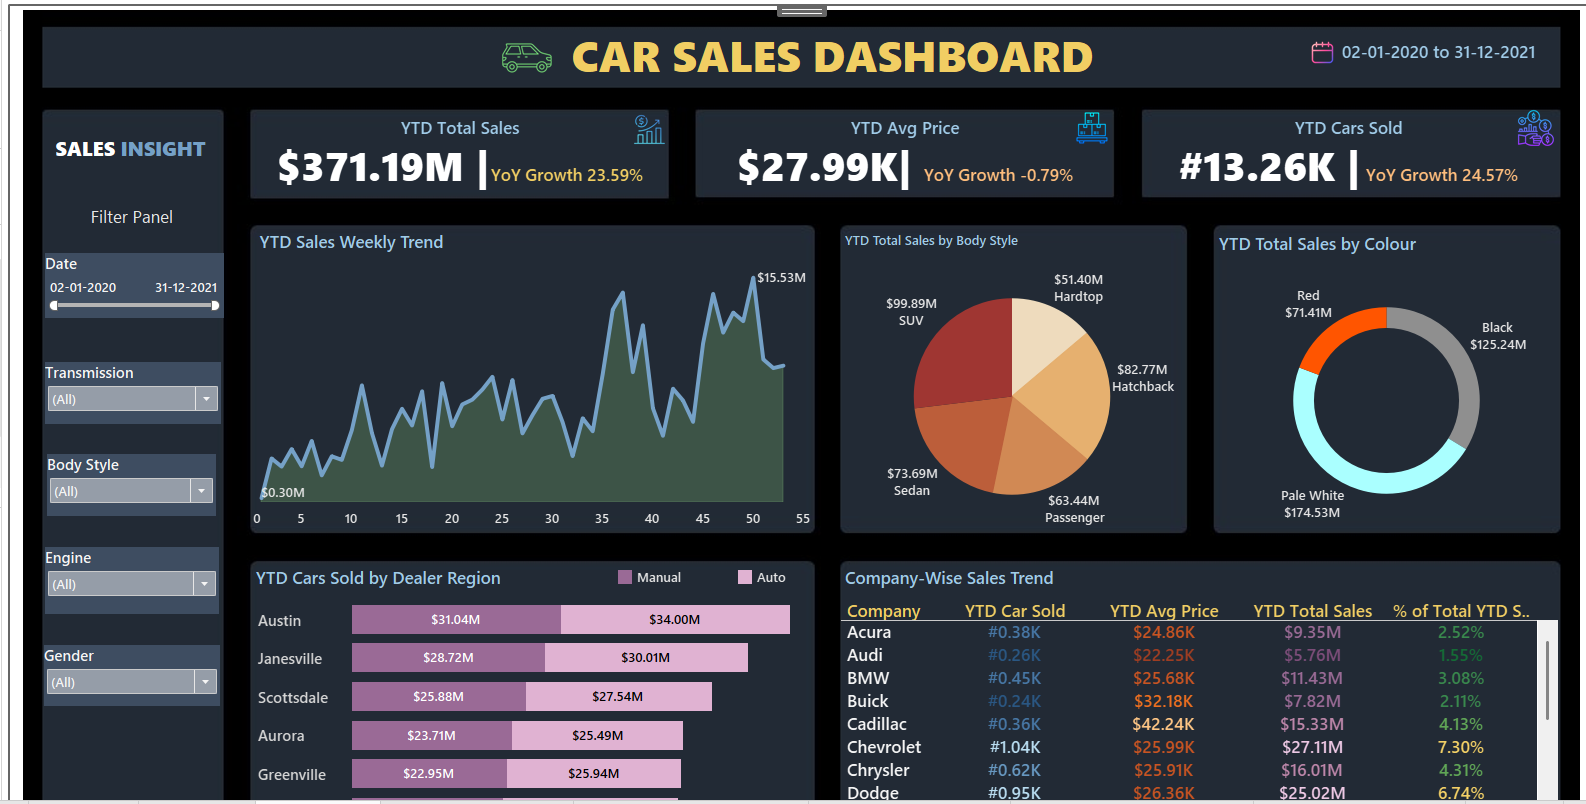 CAR SALES DASHBOARD
02-01-2020 to 31-12-2021
SALES INSIGHT
Filter Panel
Date
02-01-2020 31-12-2021
Transmission
(All)
Body Style
(All)
Engine
(All)
Gender
(All)
YTD Total Sales
$371.19M | YoY Growth 23.59%
YTD Avg Price
$27.99K| YoY Growth -0.79%
YTD Cars Sold
#13.26K | YoY Growth 24.57%
YTD Sales Weekly Trend
$15.53M
$0.30M
0 5 10 15 20 25 30 35 40 45 50 55
YTD Total Sales by Body Style
$51.40M
Hardtop
$99.89M
SUV
$82.77M
Hatchback
$73.69M
Sedan
$63.44M
Passenger
YTD Total Sales by Colour
Red
$71.41M
Black
$125.24M
Pale White
$174.53M
YTD Cars Sold by Dealer Region
Manual Auto
Austin $31.04M $34.00M
Janesville $28.72M $30.01M
Scottsdale $25.88M $27.54M
Aurora $23.71M $25.49M
Greenville $22.95M $25.94M
Company-Wise Sales Trend
Company YTD Car Sold YTD Avg Price YTD Total Sales % of Total YTD S..
Acura #0.38K $24.86K $9.35M 2.52%
Audi #0.26K $22.25K $5.76M 1.55%
BMW #0.45K $25.68K $11.43M 3.08%
Buick #0.24K $32.18K $7.82M 2.11%
Cadillac #0.36K $42.24K $15.33M 4.13%
Chevrolet #1.04K $25.99K $27.11M 7.30%
Chrysler #0.62K $25.91K $16.01M 4.31%
Dodge #0.95K $26.36K $25.02M 6.74%